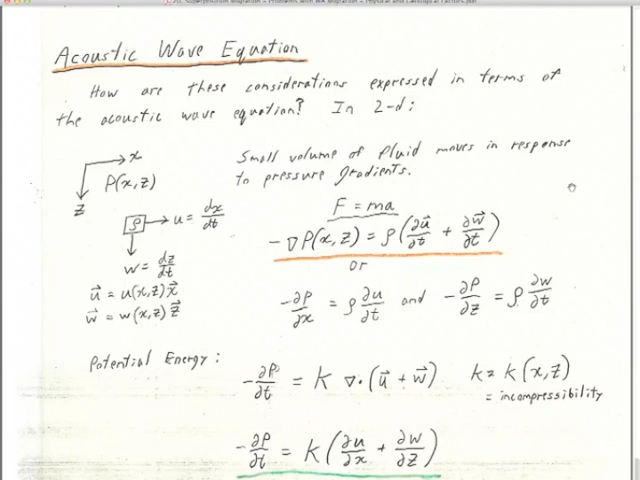 Acoustic Wave Equation
How are these considerations expressed in terms of
the acoustic wave equation? In 2-d:
x
P(x,z)
z
Small volume of fluid moves in response
to pressure gradients.
ρ → u = dx/dt
w = dz/dt
u⃗ = u(x,z) x⃗
w⃗ = w(x,z) z⃗
F = ma
-∇P(x,z) = ρ(∂u⃗/∂t + ∂w⃗/∂t)
or
-∂P/∂x = ρ ∂u/∂t and -∂P/∂z = ρ ∂w/∂t
Potential Energy:
-∂P/∂t = K ∇·(u⃗ + w⃗) K = K(x,z)
= incompressibility
-∂P/∂t = K(∂u/∂x + ∂w/∂z)